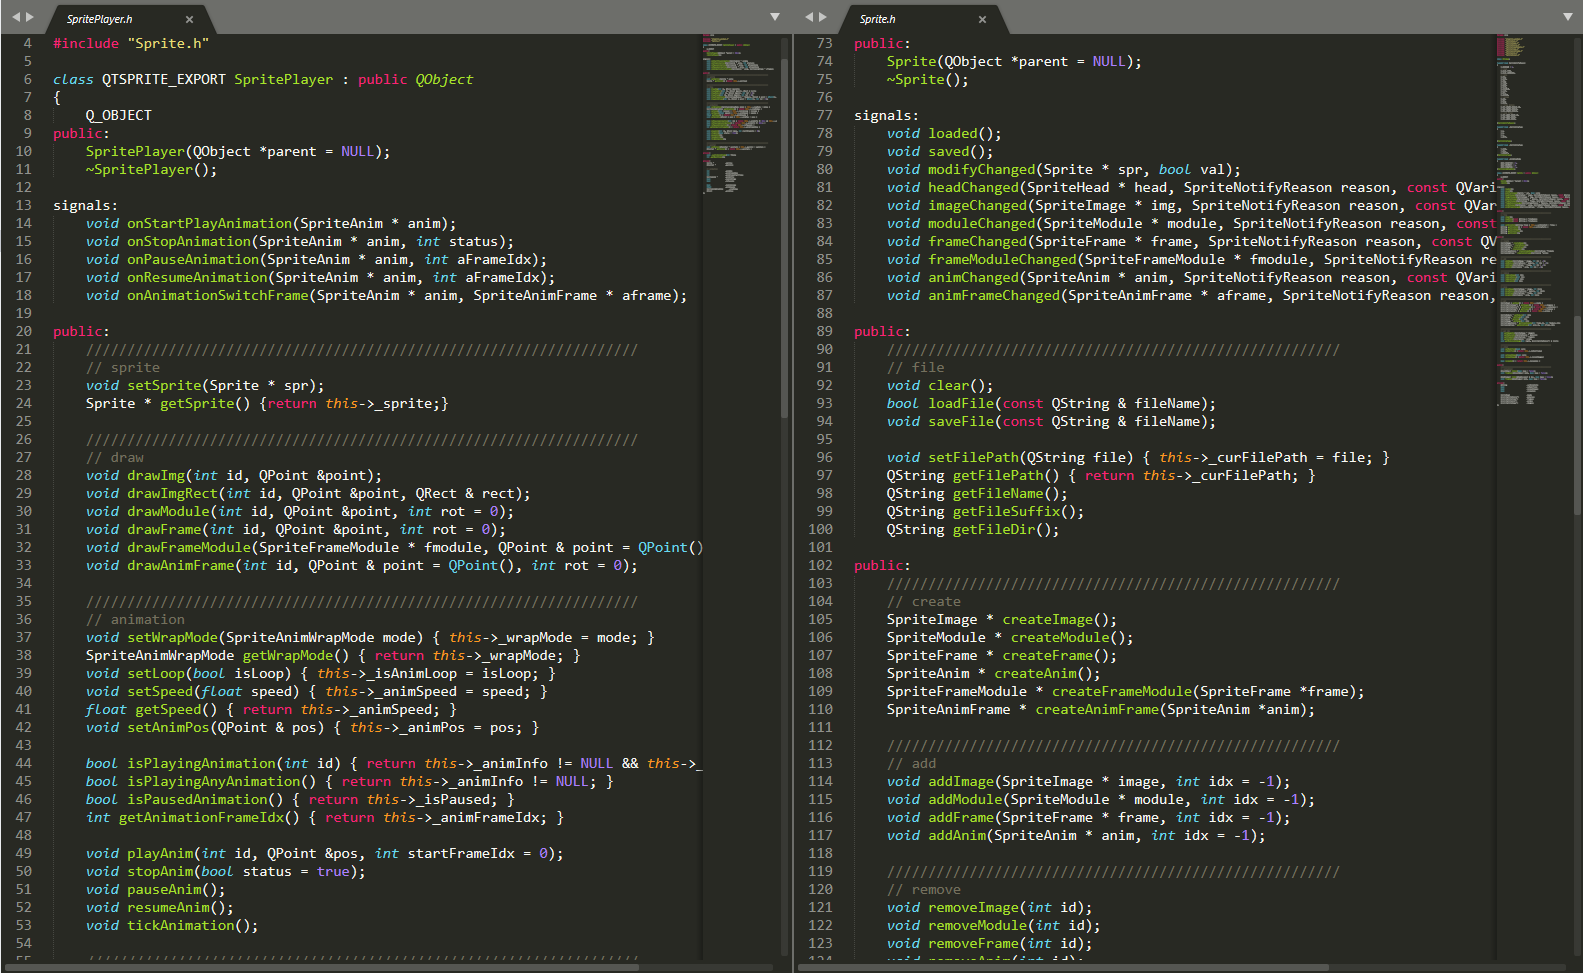 SpritePlayer.h
4 #include "Sprite.h"
5
6 class QTSPRITE_EXPORT SpritePlayer : public QObject
7 {
8     Q_OBJECT
9 public:
10     SpritePlayer(QObject *parent = NULL);
11     ~SpritePlayer();
12
13 signals:
14     void onStartPlayAnimation(SpriteAnim * anim);
15     void onStopAnimation(SpriteAnim * anim, int status);
16     void onPauseAnimation(SpriteAnim * anim, int aFrameIdx);
17     void onResumeAnimation(SpriteAnim * anim, int aFrameIdx);
18     void onAnimationSwitchFrame(SpriteAnim * anim, SpriteAnimFrame * aframe);
19
20 public:
21     ///////////////////////////////////////////////////////////////////
22     // sprite
23     void setSprite(Sprite * spr);
24     Sprite * getSprite() {return this->_sprite;}
25
26     ///////////////////////////////////////////////////////////////////
27     // draw
28     void drawImg(int id, QPoint &point);
29     void drawImgRect(int id, QPoint &point, QRect & rect);
30     void drawModule(int id, QPoint &point, int rot = 0);
31     void drawFrame(int id, QPoint &point, int rot = 0);
32     void drawFrameModule(SpriteFrameModule * fmodule, QPoint & point = QPoint()
33     void drawAnimFrame(int id, QPoint & point = QPoint(), int rot = 0);
34
35     ///////////////////////////////////////////////////////////////////
36     // animation
37     void setWrapMode(SpriteAnimWrapMode mode) { this->_wrapMode = mode; }
38     SpriteAnimWrapMode getWrapMode() { return this->_wrapMode; }
39     void setLoop(bool isLoop) { this->_isAnimLoop = isLoop; }
40     void setSpeed(float speed) { this->_animSpeed = speed; }
41     float getSpeed() { return this->_animSpeed; }
42     void setAnimPos(QPoint & pos) { this->_animPos = pos; }
43
44     bool isPlayingAnimation(int id) { return this->_animInfo != NULL && this->_
45     bool isPlayingAnyAnimation() { return this->_animInfo != NULL; }
46     bool isPausedAnimation() { return this->_isPaused; }
47     int getAnimationFrameIdx() { return this->_animFrameIdx; }
48
49     void playAnim(int id, QPoint &pos, int startFrameIdx = 0);
50     void stopAnim(bool status = true);
51     void pauseAnim();
52     void resumeAnim();
53     void tickAnimation();
54
55     ///////////////////////////////////////////////////////////////////
Sprite.h
73 public:
74     Sprite(QObject *parent = NULL);
75     ~Sprite();
76
77 signals:
78     void loaded();
79     void saved();
80     void modifyChanged(Sprite * spr, bool val);
81     void headChanged(SpriteHead * head, SpriteNotifyReason reason, const QVari
82     void imageChanged(SpriteImage * img, SpriteNotifyReason reason, const QVar
83     void moduleChanged(SpriteModule * module, SpriteNotifyReason reason, const
84     void frameChanged(SpriteFrame * frame, SpriteNotifyReason reason, const QV
85     void frameModuleChanged(SpriteFrameModule * fmodule, SpriteNotifyReason re
86     void animChanged(SpriteAnim * anim, SpriteNotifyReason reason, const QVari
87     void animFrameChanged(SpriteAnimFrame * aframe, SpriteNotifyReason reason,
88
89 public:
90     ///////////////////////////////////////////////////////
91     // file
92     void clear();
93     bool loadFile(const QString & fileName);
94     void saveFile(const QString & fileName);
95
96     void setFilePath(QString file) { this->_curFilePath = file; }
97     QString getFilePath() { return this->_curFilePath; }
98     QString getFileName();
99     QString getFileSuffix();
100     QString getFileDir();
101
102 public:
103     ///////////////////////////////////////////////////////
104     // create
105     SpriteImage * createImage();
106     SpriteModule * createModule();
107     SpriteFrame * createFrame();
108     SpriteAnim * createAnim();
109     SpriteFrameModule * createFrameModule(SpriteFrame *frame);
110     SpriteAnimFrame * createAnimFrame(SpriteAnim *anim);
111
112     ///////////////////////////////////////////////////////
113     // add
114     void addImage(SpriteImage * image, int idx = -1);
115     void addModule(SpriteModule * module, int idx = -1);
116     void addFrame(SpriteFrame * frame, int idx = -1);
117     void addAnim(SpriteAnim * anim, int idx = -1);
118
119     ///////////////////////////////////////////////////////
120     // remove
121     void removeImage(int id);
122     void removeModule(int id);
123     void removeFrame(int id);
124     void removeAnim(int id);